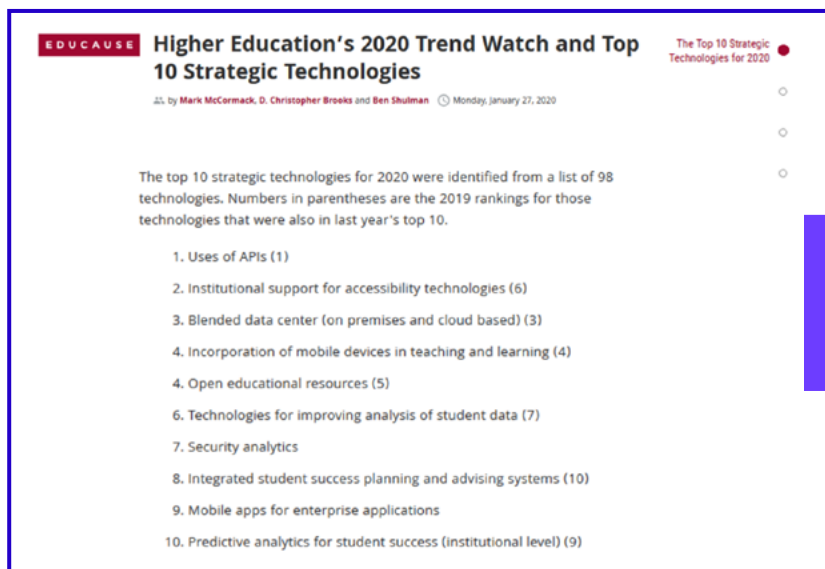 EDUCAUSE
Higher Education's 2020 Trend Watch and Top
10 Strategic Technologies
by Mark McCormack, D. Christopher Brooks and Ben Shulman Monday, January 27, 2020
The Top 10 Strategic
Technologies for 2020
The top 10 strategic technologies for 2020 were identified from a list of 98
technologies. Numbers in parentheses are the 2019 rankings for those
technologies that were also in last year's top 10.
1. Uses of APIs (1)
2. Institutional support for accessibility technologies (6)
3. Blended data center (on premises and cloud based) (3)
4. Incorporation of mobile devices in teaching and learning (4)
4. Open educational resources (5)
6. Technologies for improving analysis of student data (7)
7. Security analytics
8. Integrated student success planning and advising systems (10)
9. Mobile apps for enterprise applications
10. Predictive analytics for student success (institutional level) (9)